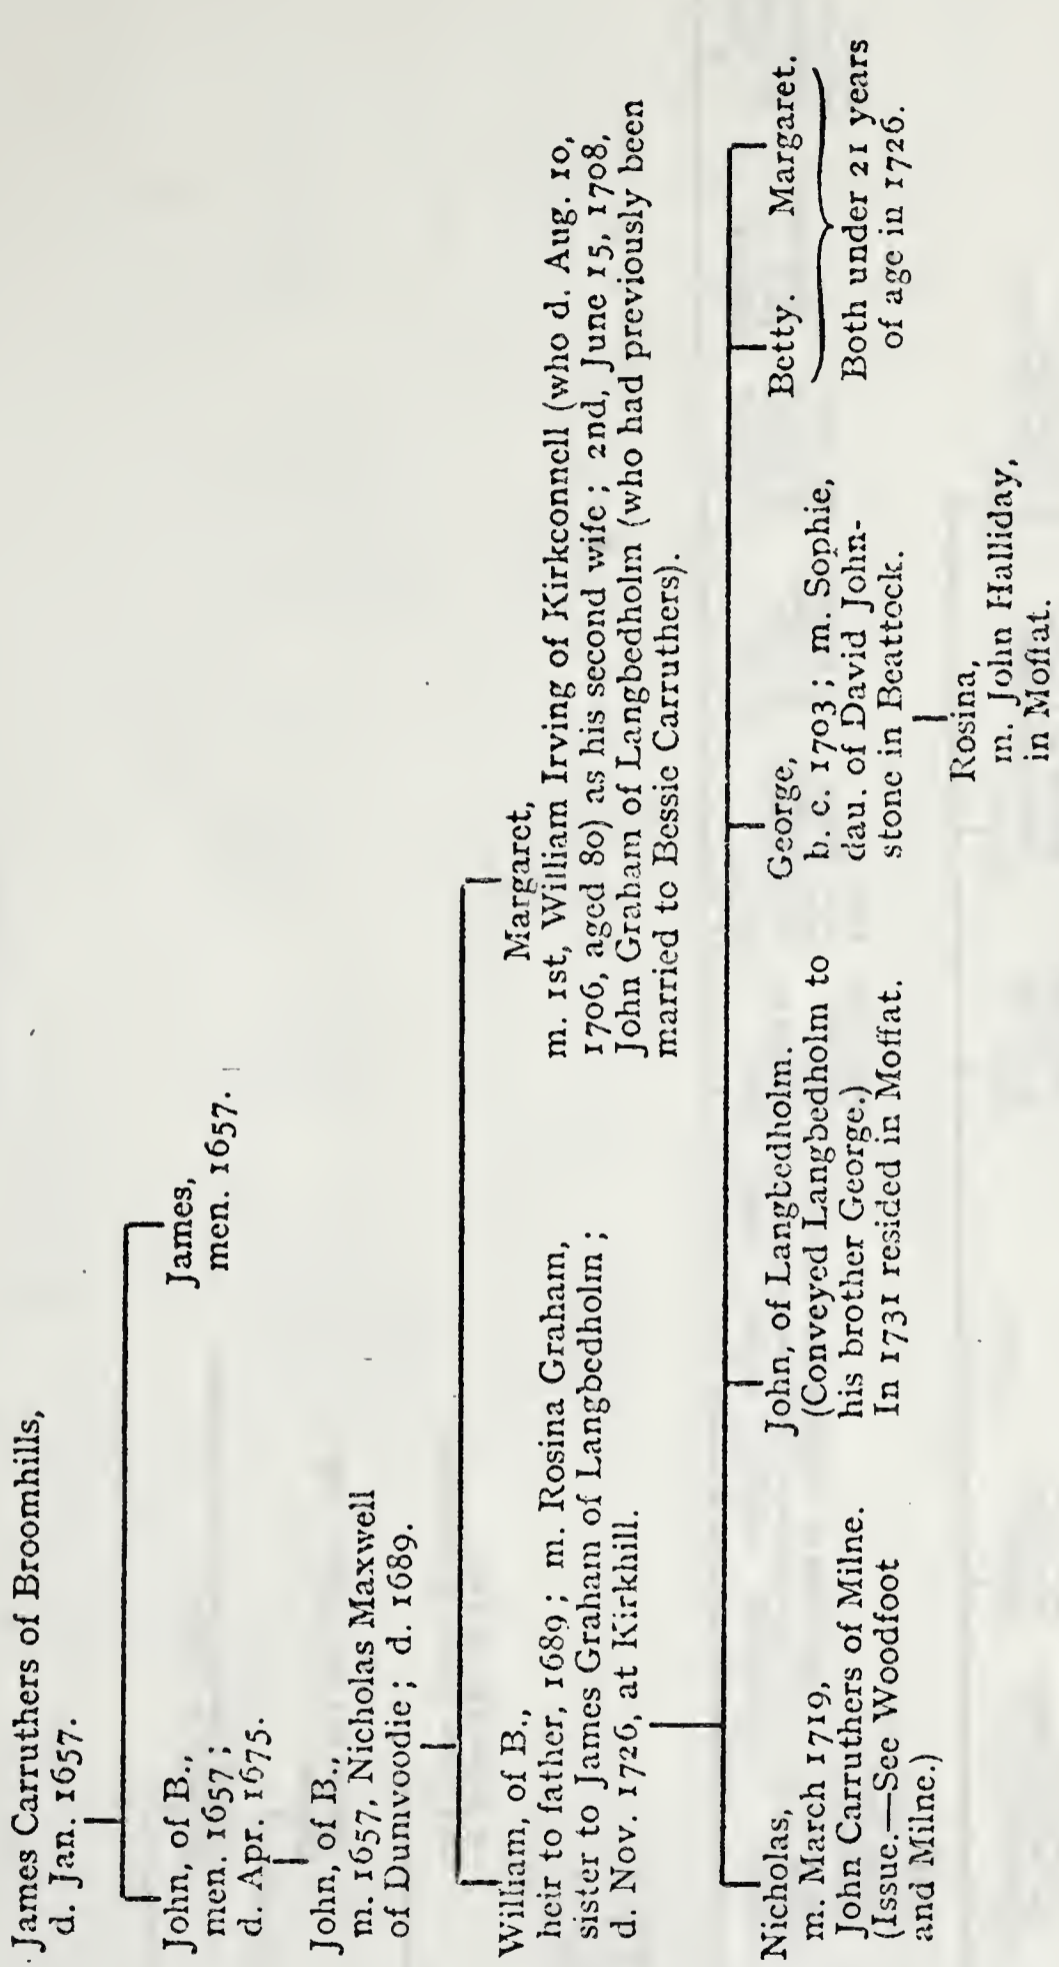 James Carruthers of Broomhills,
d. Jan. 1657.
John, of B.,
men. 1657;
d. Apr. 1675.
James,
men. 1657.
John, of B.,
m. 1657, Nicholas Maxwell
of Dunwoodie; d. 1689.
William, of B.,
heir to father, 1689; m. Rosina Graham,
sister to James Graham of Langbedholm;
d. Nov. 1726, at Kirkhill.
Margaret,
m. 1st, William Irving of Kirkconnell (who d. Aug. 10,
1706, aged 80) as his second wife; 2nd, June 15, 1708,
John Graham of Langbedholm (who had previously been
married to Bessie Carruthers).
Nicholas,
m. March 1719,
John Carruthers of Milne.
(Issue.—See Woodfoot
and Milne.)
John, of Langbedholm.
(Conveyed Langbedholm to
his brother George.)
In 1731 resided in Moffat.
George,
b. c. 1703; m. Sophie,
dau. of David John-
stone in Beattock.
Rosina,
m. John Halliday,
in Moffat.
Betty. Margaret.
Both under 21 years
of age in 1726.